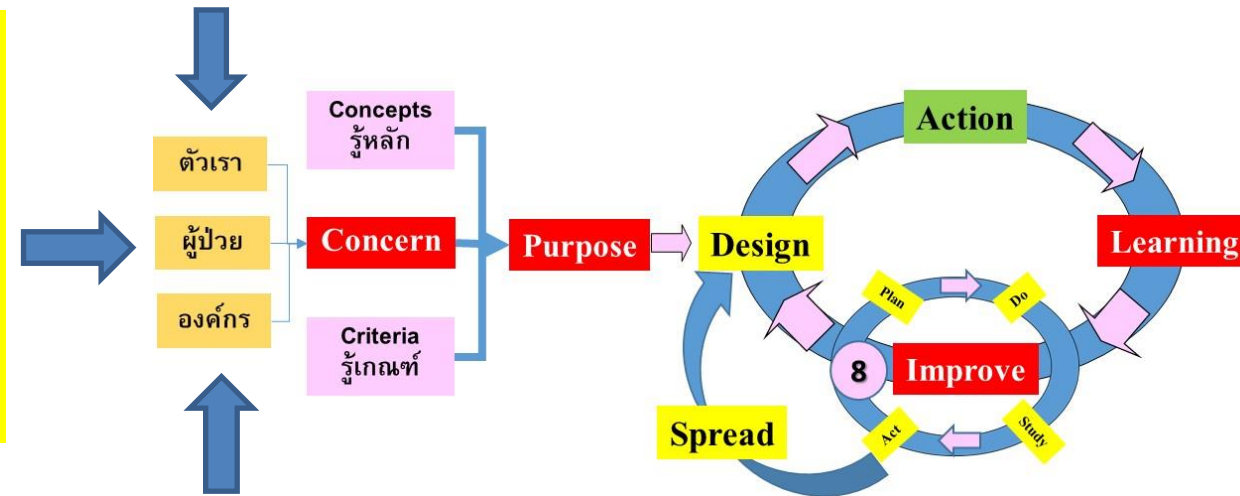 ตัวเรา
ผู้ป่วย
องค์กร
Concepts
รู้หลัก
Concern
Criteria
รู้เกณฑ์
Purpose
Design
Action
Learning
Improve
8
Plan
Do
Study
Act
Spread